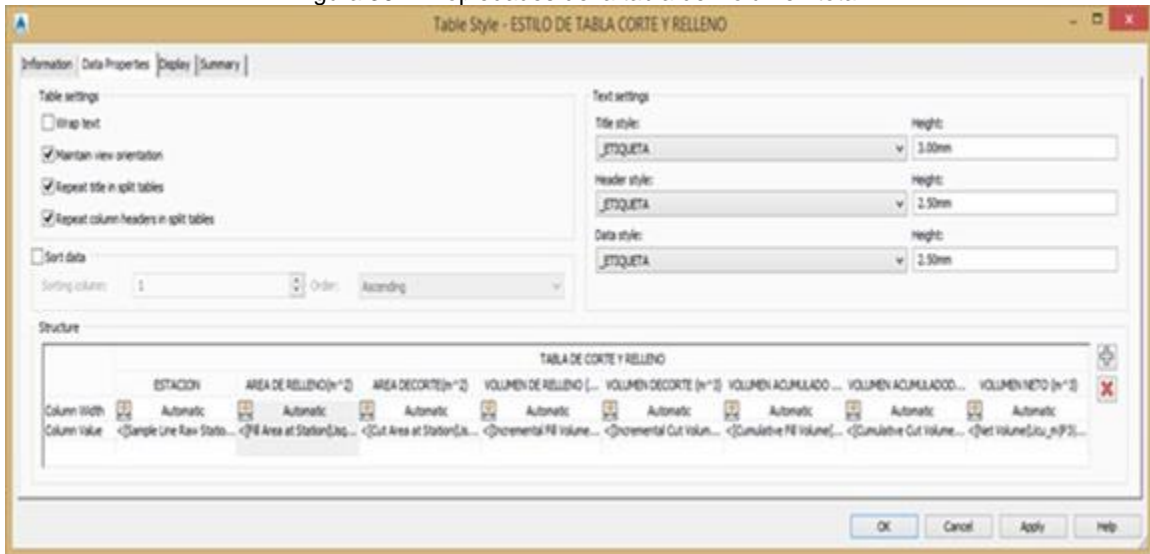 Table Style - ESTILO DE TABLA CORTE Y RELLENO
Information Data Properties Display Summary
Table settings
Wrap text
Maintain view orientation
Repeat title in split tables
Repeat column headers in split tables
Sort data
Sorting column: 1 Order: Ascending
Text settings
Title style: Height:
_ETIQUETA 3.00mm
Header style: Height:
_ETIQUETA 2.50mm
Data style: Height:
_ETIQUETA 2.50mm
Structure
TABLA DE CORTE Y RELLENO
ESTACION AREA DE RELLENO(m^2) AREA DECORTE(m^2) VOLUMEN DE RELLENO (... VOLUMEN DECORTE (m^3) VOLUMEN ACUMULADO ... VOLUMEN ACUMULADOD... VOLUMEN NETO (m^3)
Column Width Automatic Automatic Automatic Automatic Automatic Automatic Automatic Automatic
Column Value <[Sample Line Raw Statio... <[Fill Area at Station(Usq... <[Cut Area at Station(Us... <[Incremental Fill Volume... <[Incremental Cut Volum... <[Cumulative Fill Volume(... <[Cumulative Cut Volume... <[Net Volume(Ucu_m|P3|...
OK Cancel Apply Help